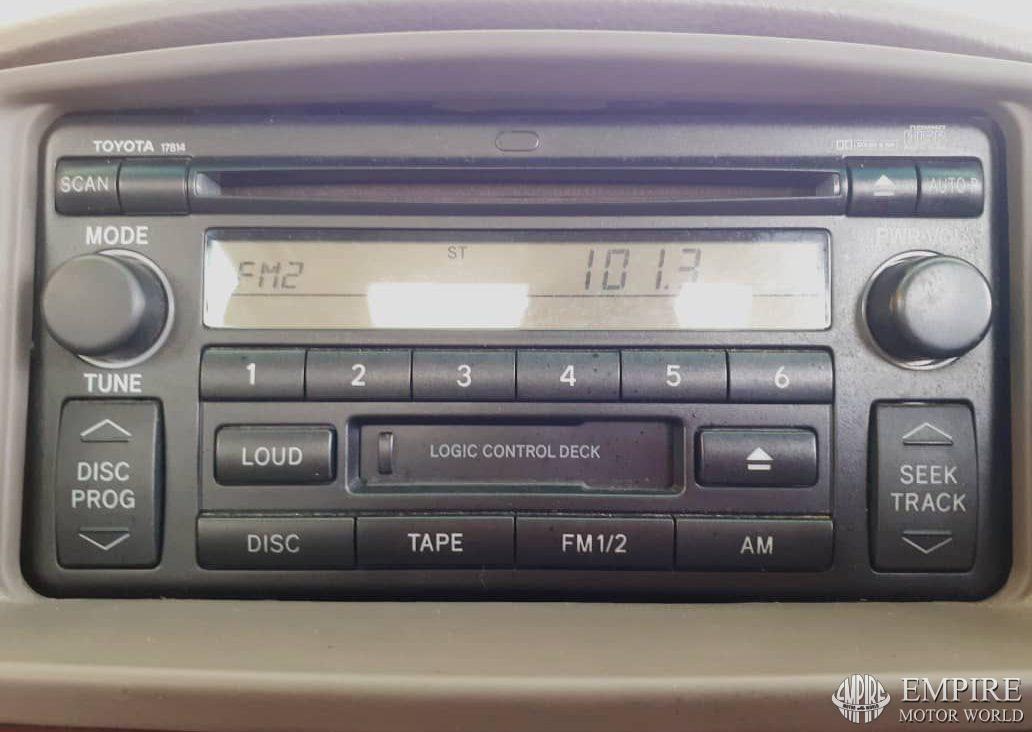 TOYOTA 17814
SCAN
AUTO.P
MODE
PWR·VOL
ST
FM2 101.3
1 2 3 4 5 6
TUNE
LOUD
LOGIC CONTROL DECK
DISC
PROG
SEEK
TRACK
DISC TAPE FM1/2 AM
EMPIRE
MOTOR WORLD